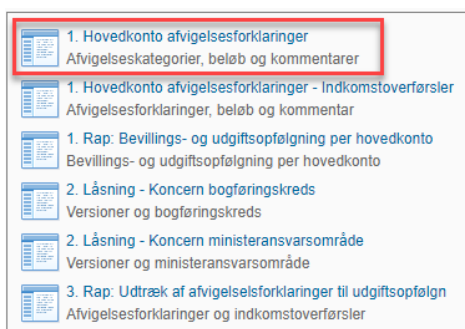 1. Hovedkonto afvigelsesforklaringer
Afvigelseskategorier, beløb og kommentarer
1. Hovedkonto afvigelsesforklaringer - Indkomstoverførsler
Afvigelsesforklaringer, beløb og kommentar
1. Rap: Bevillings- og udgiftsopfølgning per hovedkonto
Bevillings- og udgiftsopfølgning per hovedkonto
2. Låsning - Koncern bogføringskreds
Versioner og bogføringskreds
2. Låsning - Koncern ministeransvarsområde
Versioner og ministeransvarsområde
3. Rap: Udtræk af afvigelselsforklaringer til udgiftsopfølgn
Afvigelsesforklaringer og indkomstoverførsler